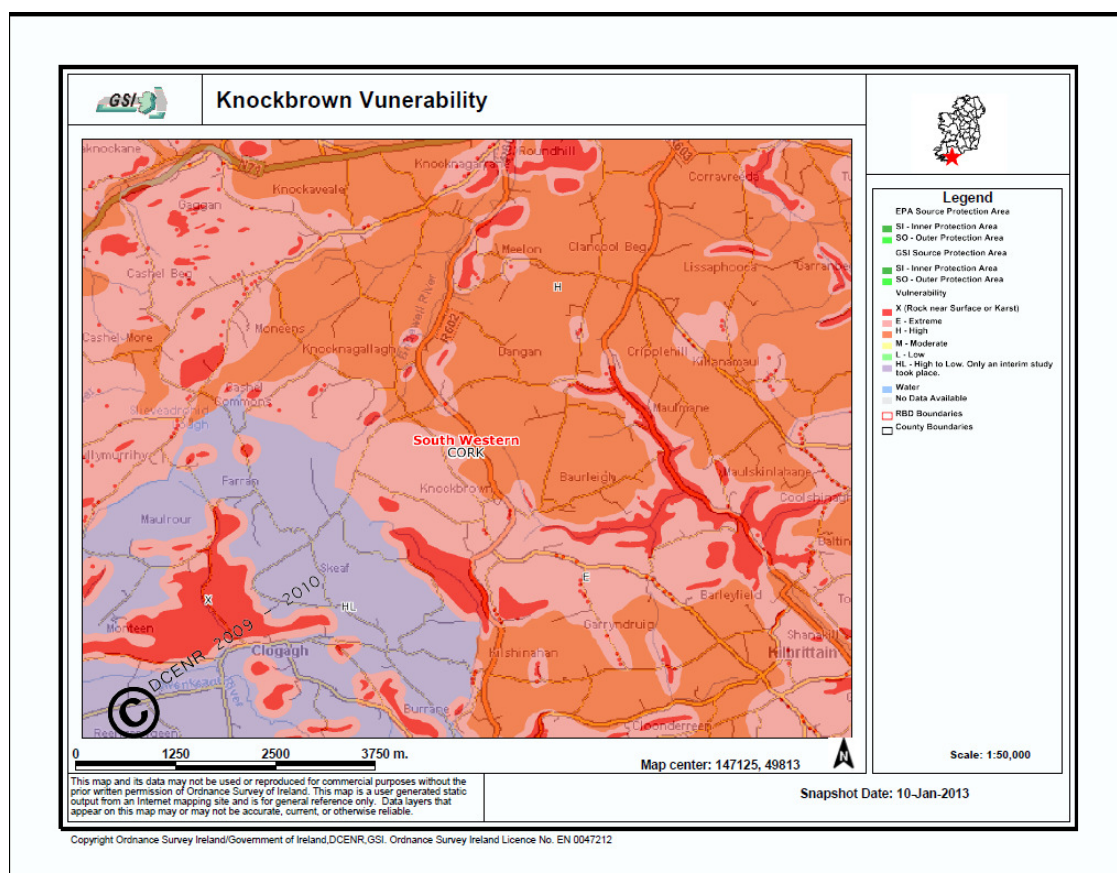 GSI
Knockbrown Vunerability
Roundhill
Knockavеale
Gaggan
Corravreeda
Meelon
Clancool Beg
H
Lissaphooca
Cashel Beg
R603
R602
Moneens
Cashel-More
Knocknagallagh
Dangan
Cripplehill
Kilanamaul
Cashel
Commons
Maulmane
South Western
CORK
Farran
Knockbrown
Baurleigh
Maulskinlahane
Maulrour
Skeaf
X
HL
E
Barleyfield
Monteen
Garryndruig
Shanakill
Clogagh
Kilshinahan
Kilbrittain
Burrane
Cloonderreen
© DCENR 2009 - 2010
0 1250 2500 3750 m.
Map center: 147125, 49813
N
Legend
EPA Source Protection Area
SI - Inner Protection Area
SO - Outer Protection Area
GSI Source Protection Area
SI - Inner Protection Area
SO - Outer Protection Area
Vulnerability
X (Rock near Surface or Karst)
E - Extreme
H - High
M - Moderate
L - Low
HL - High to Low. Only an interim study
took place.
Water
No Data Available
RBD Boundaries
County Boundaries
Scale: 1:50,000
This map and its data may not be used or reproduced for commercial purposes without the
prior written permission of Ordnance Survey of Ireland. This map is a user generated static
output from an Internet mapping site and is for general reference only. Data layers that
appear on this map may or may not be accurate, current, or otherwise reliable.
Snapshot Date: 10-Jan-2013
Copyright Ordnance Survey Ireland/Government of Ireland,DCENR,GSI. Ordnance Survey Ireland Licence No. EN 0047212